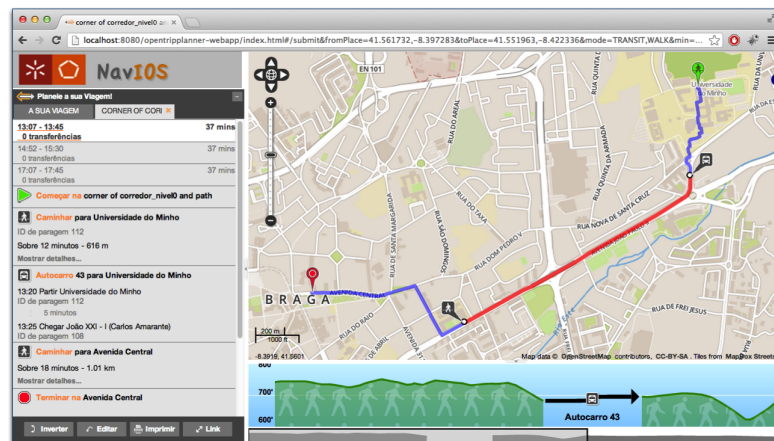 corner of corredor_nivel0 an
localhost:8080/opentripplanner-webapp/index.html#/submit&fromPlace=41.561732,-8.397283&toPlace=41.551963,-8.422336&mode=TRANSIT,WALK&min=...
NavIOS
Planeie a sua Viagem!
A SUA VIAGEM
CORNER OF CORI
13:07 - 13:45 37 mins
0 transferências
14:52 - 15:30 37 mins
0 transferências
17:07 - 17:45 37 mins
0 transferências
Começar na corner of corredor_nivel0 and path
Caminhar para Universidade do Minho
ID de paragem 112
Sobre 12 minutos - 616 m
Mostrar detalhes...
Autocarro 43 para Universidade do Minho
13:20 Partir Universidade do Minho
ID de paragem 112
5 minutos
13:25 Chegar João XXI - I (Carlos Amarante)
ID de paragem 108
Caminhar para Avenida Central
Sobre 18 minutos - 1.01 km
Mostrar detalhes...
Terminar na Avenida Central
Inverter
Editar
Imprimir
Link
EN 101
RUA DO AREAL
RUA QUINTA DA ARMADA
Universidade
do Minho
RUA DO TAXA
RUA DE SANTA MARGARIDA
RUA SÃO DOMINGOS
RUA DOM PEDRO V
RUA NOVA DE SANTA CRUZ
AVENIDA JOÃO PAULO II
AVENIDA CENTRAL
BRAGA
RUA DO RAIO
AVENIDA 31
RUA DE FREI JESUS
Rio Este
200 m
1000 ft
-8.3919, 41.5601
Map data © OpenStreetMap contributors, CC-BY-SA. Tiles from Mapbox Streets
800'
700'
600'
Autocarro 43